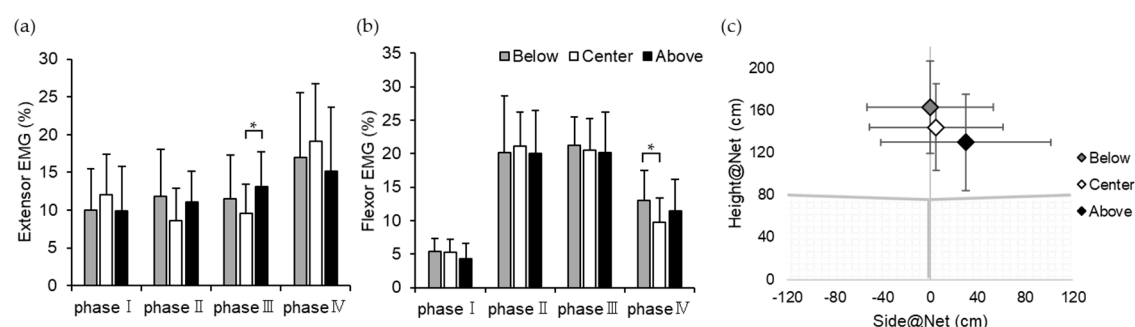 (a)
30
25
20
15
10
5
0
Extensor EMG (%)
phase Ⅰ phase Ⅱ phase Ⅲ phase Ⅳ
*
(b)
35
30
25
20
15
10
5
0
Flexor EMG (%)
Below Center Above
phase Ⅰ phase Ⅱ phase Ⅲ phase Ⅳ
*
(c)
200
160
120
80
40
0
Height@Net (cm)
-120 -80 -40 0 40 80 120
Side@Net (cm)
Below
Center
Above